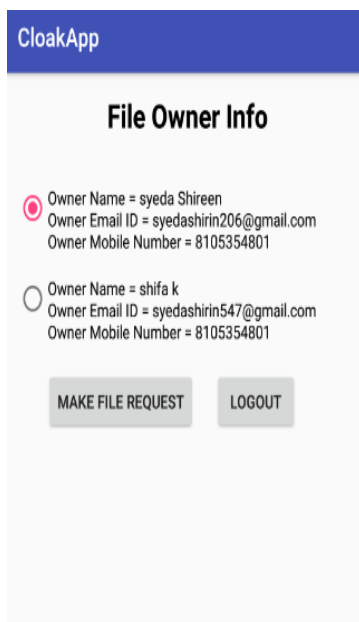 CloakApp
File Owner Info
Owner Name = syeda Shireen
Owner Email ID = syedashirin206@gmail.com
Owner Mobile Number = 8105354801
Owner Name = shifa k
Owner Email ID = syedashirin547@gmail.com
Owner Mobile Number = 8105354801
MAKE FILE REQUEST LOGOUT